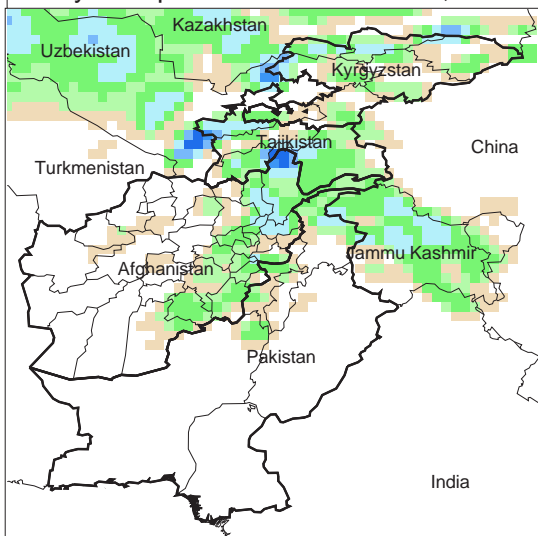 Kazakhstan
Uzbekistan
Kyrgyzstan
Tajikistan
China
Turkmenistan
Jammu Kashmir
Afghanistan
Pakistan
India